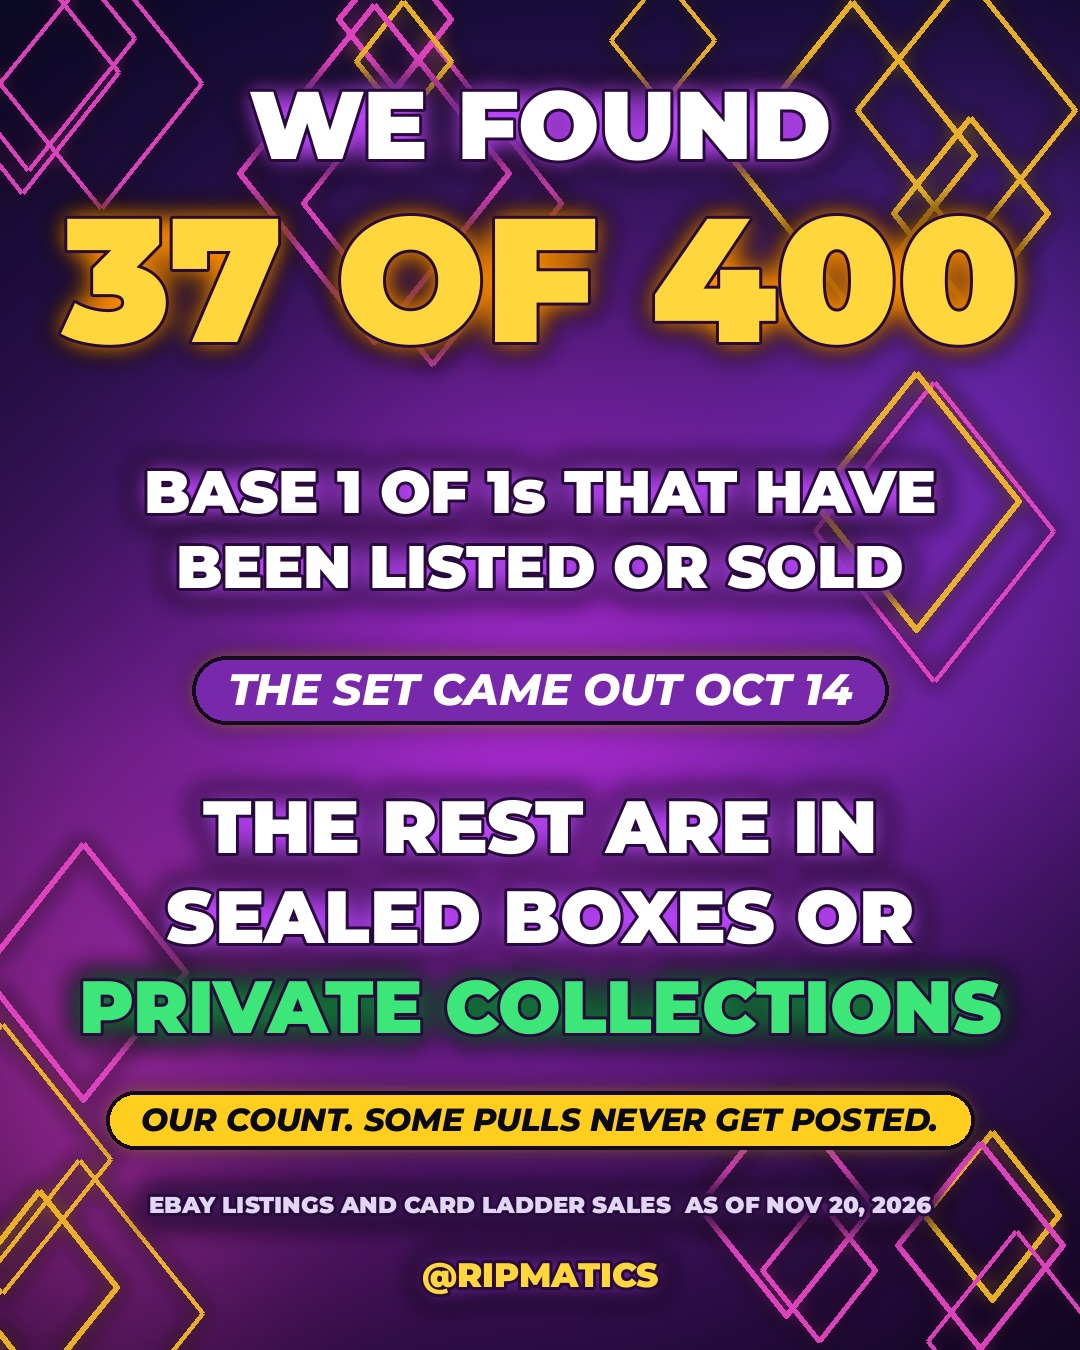 WE FOUND
37 OF 400
BASE 1 OF 1s THAT HAVE
BEEN LISTED OR SOLD
THE SET CAME OUT OCT 14
THE REST ARE IN
SEALED BOXES OR
PRIVATE COLLECTIONS
OUR COUNT. SOME PULLS NEVER GET POSTED.
EBAY LISTINGS AND CARD LADDER SALES  AS OF NOV 20, 2026
@RIPMATICS